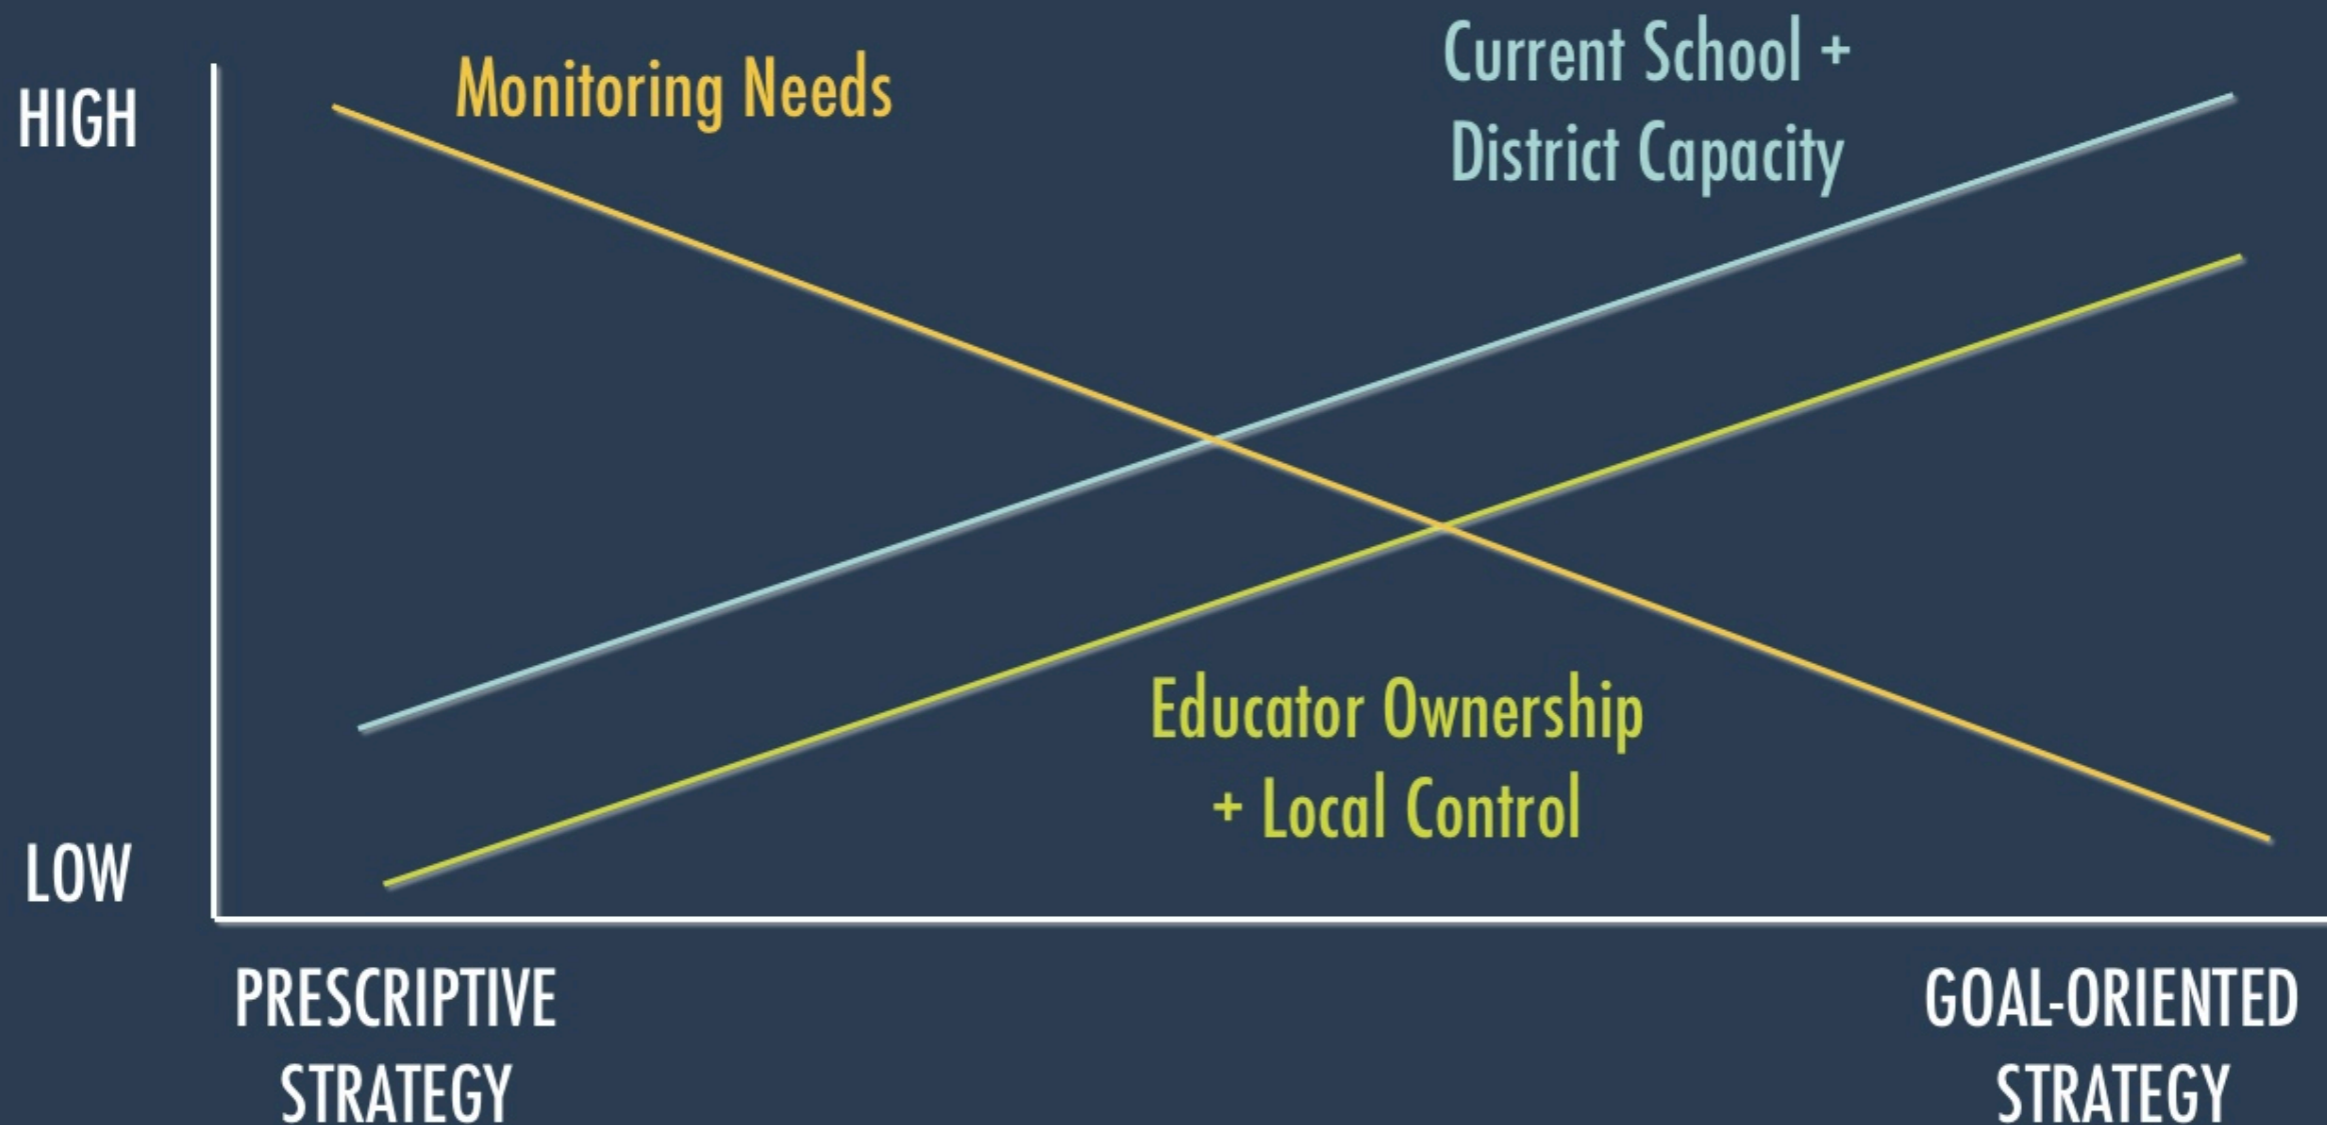 HIGH
Monitoring Needs
Current School +
District Capacity
Educator Ownership
+ Local Control
LOW
PRESCRIPTIVE
STRATEGY
GOAL-ORIENTED
STRATEGY